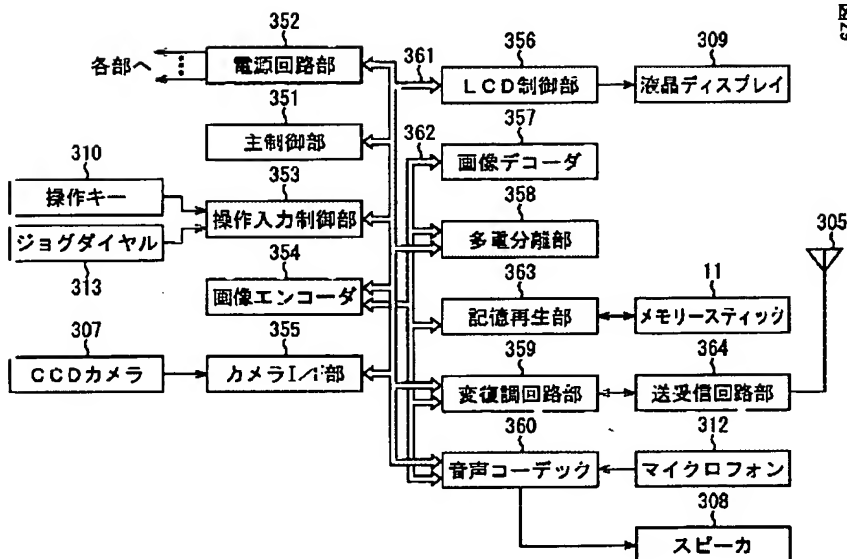 図29
352
電源回路部
各部へ
351
主制御部
310
操作キー
353
操作入力制御部
ジョグダイヤル
313
354
画像エンコーダ
307
CCDカメラ
355
カメラI/F部
361
362
356
LCD制御部
309
液晶ディスプレイ
357
画像デコーダ
358
多重分離部
305
363
記憶再生部
11
メモリースティック
359
変復調回路部
364
送受信回路部
360
音声コーデック
312
マイクロフォン
308
スピーカ